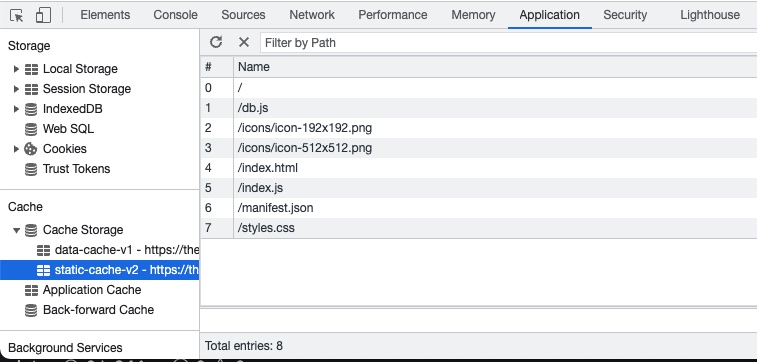 Elements Console Sources Network Performance Memory Application Security Lighthouse
Storage
Local Storage
Session Storage
IndexedDB
Web SQL
Cookies
Trust Tokens
Cache
Cache Storage
data-cache-v1 - https://the
static-cache-v2 - https://th
Application Cache
Back-forward Cache
Background Services
Filter by Path
# Name
0 /
1 /db.js
2 /icons/icon-192x192.png
3 /icons/icon-512x512.png
4 /index.html
5 /index.js
6 /manifest.json
7 /styles.css
Total entries: 8